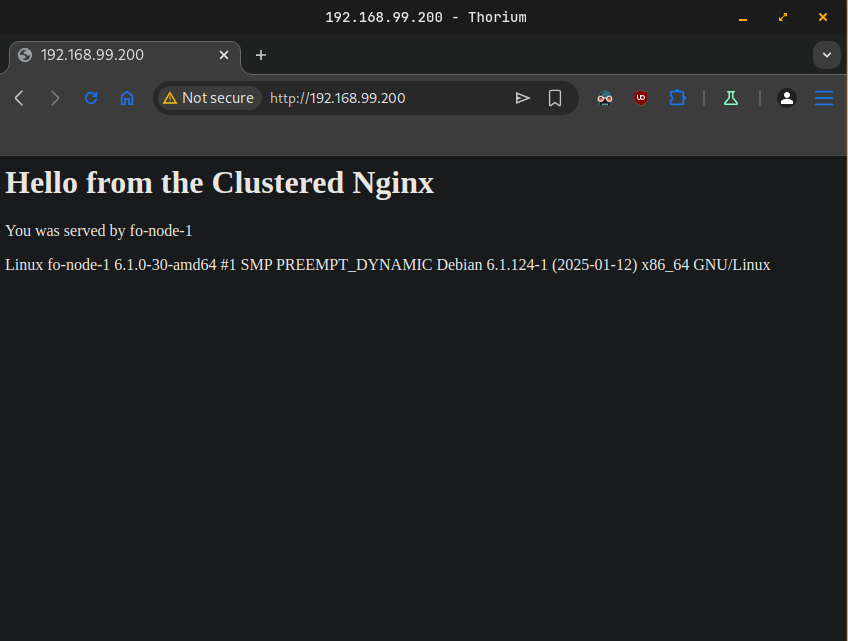 192.168.99.200 - Thorium
192.168.99.200
Not secure http://192.168.99.200
UO
Hello from the Clustered Nginx
You was served by fo-node-1
Linux fo-node-1 6.1.0-30-amd64 #1 SMP PREEMPT_DYNAMIC Debian 6.1.124-1 (2025-01-12) x86_64 GNU/Linux